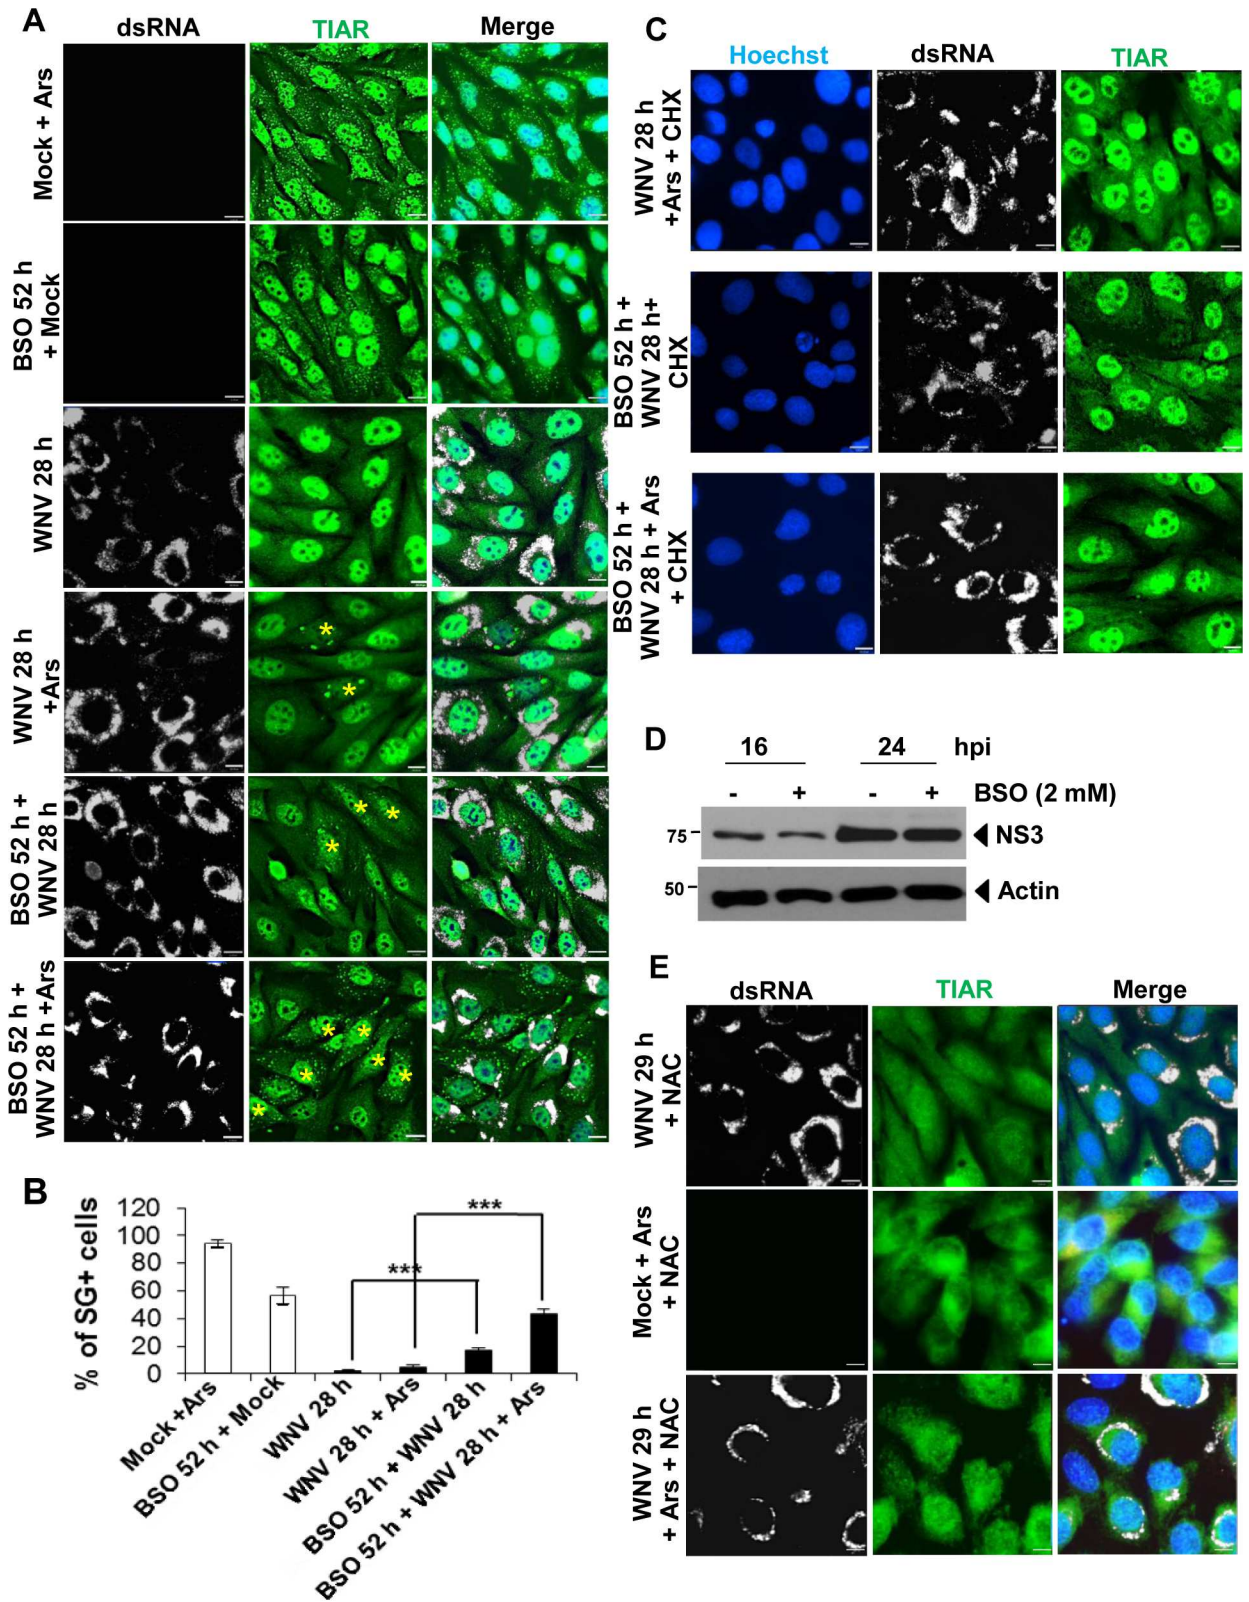 A
dsRNA
TIAR
Merge
Mock + Ars
BSO 52 h
+ Mock
WNV 28 h
WNV 28 h
+Ars
*
*
BSO 52 h +
WNV 28 h
*
*
*
BSO 52 h +
WNV 28 h +Ars
*
*
*
*
*
*
B
% of SG+ cells
120
100
80
60
40
20
0
***
***
Mock +Ars
BSO 52 h + Mock
WNV 28 h
WNV 28 h + Ars
BSO 52 h + WNV 28 h
BSO 52 h + WNV 28 h + Ars
C
Hoechst
dsRNA
TIAR
WNV 28 h
+Ars + CHX
BSO 52 h +
WNV 28 h+
CHX
BSO 52 h +
WNV 28 h + Ars
+ CHX
D
16
24
hpi
-
+
-
+
BSO (2 mM)
75
NS3
50
Actin
E
dsRNA
TIAR
Merge
WNV 29 h
+ NAC
Mock + Ars
+ NAC
WNV 29 h
+ Ars + NAC